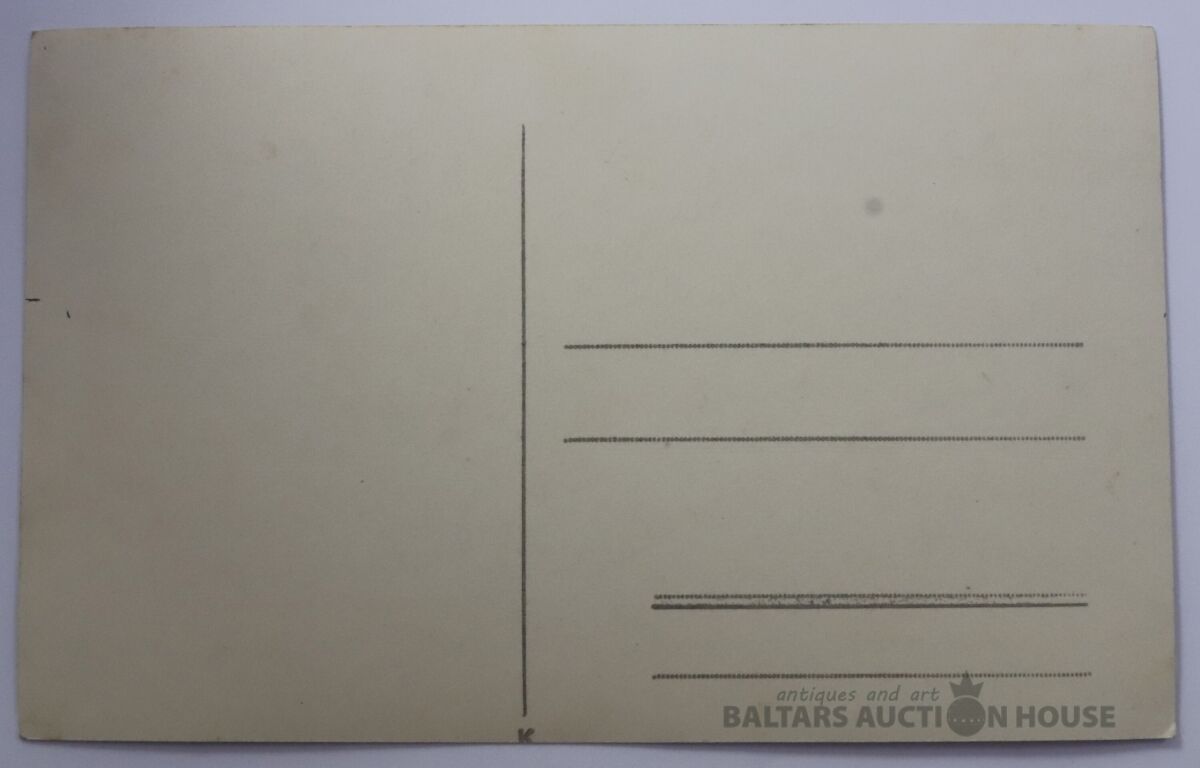 K
antiques and art
BALTARS AUCTION HOUSE